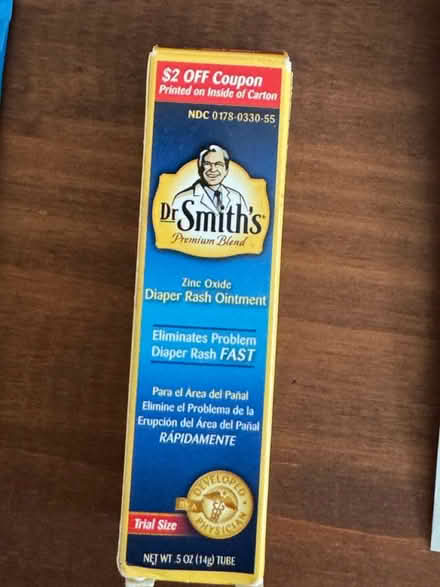 $2 OFF Coupon
Printed on Inside of Carton
NDC 0178-0330-55
Dr Smith's
Premium Blend
Zinc Oxide
Diaper Rash Ointment
Eliminates Problem
Diaper Rash FAST
Para el Área del Pañal
Elimine el Problema de la
Erupción del Área del Pañal
RÁPIDAMENTE
DEVELOPED
BY A
PHYSICIAN
Trial Size
NET WT .5 OZ (14g) TUBE